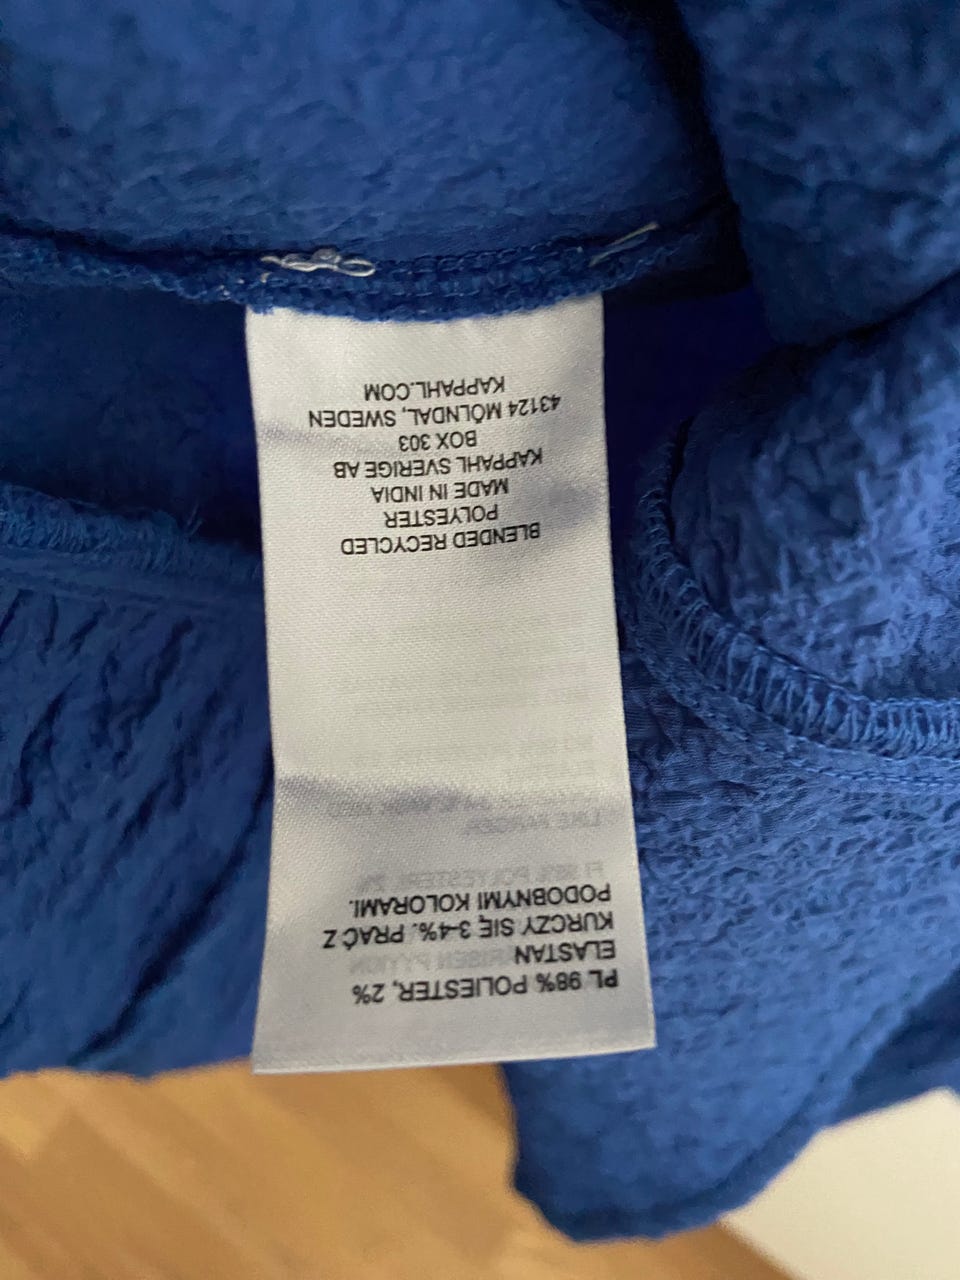 PL 98% POLIESTER, 2%
ELASTAN
KURCZY SIĘ 3-4%. PRAĆ Z
PODOBNYMI KOLORAMI.
BLENDED RECYCLED
POLYESTER
MADE IN INDIA
KAPPAHL SVERIGE AB
BOX 303
43124 MÖLNDAL, SWEDEN
KAPPAHL.COM